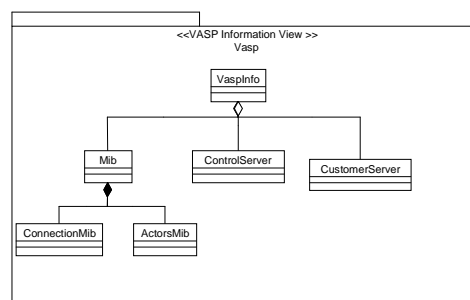 <<VASP Information View >>
Vasp
VaspInfo
Mib
ControlServer
CustomerServer
ConnectionMib
ActorsMib